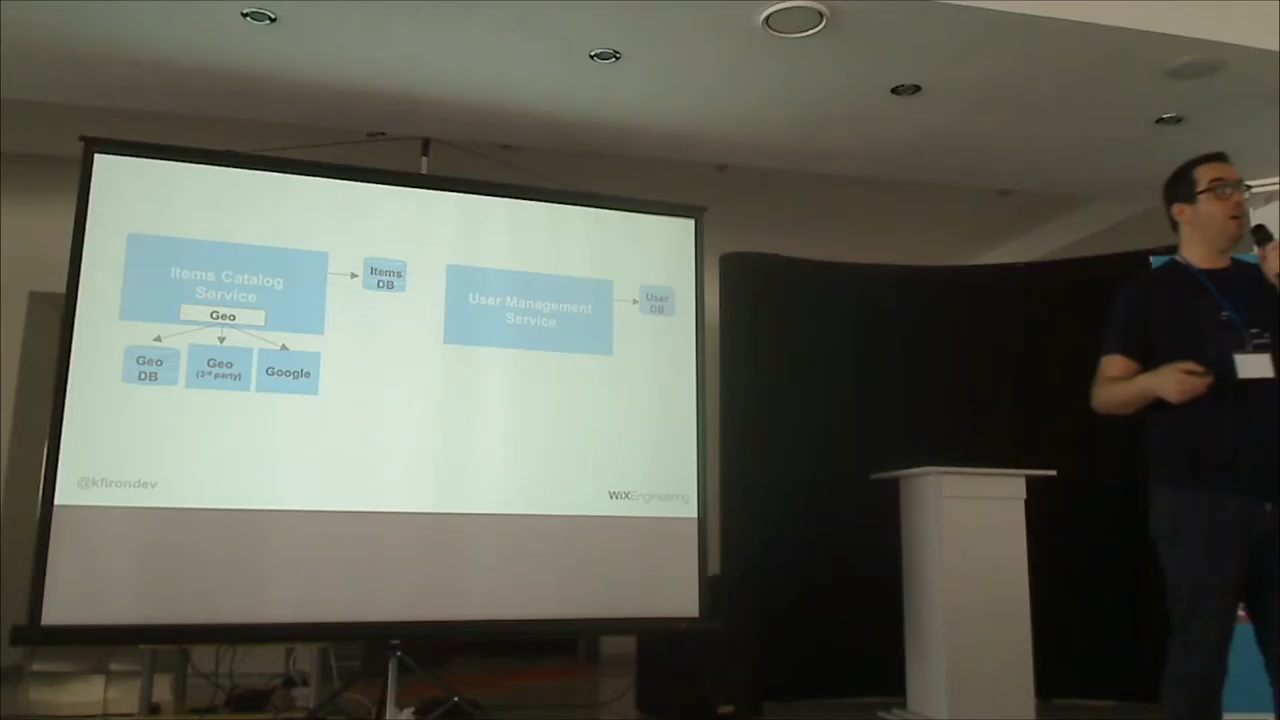 Items Catalog
Service
Geo
Items
DB
Geo
DB
Geo
(3rd party)
Google
User Management
Service
User
DB
@kfirondev
WiXEngineering